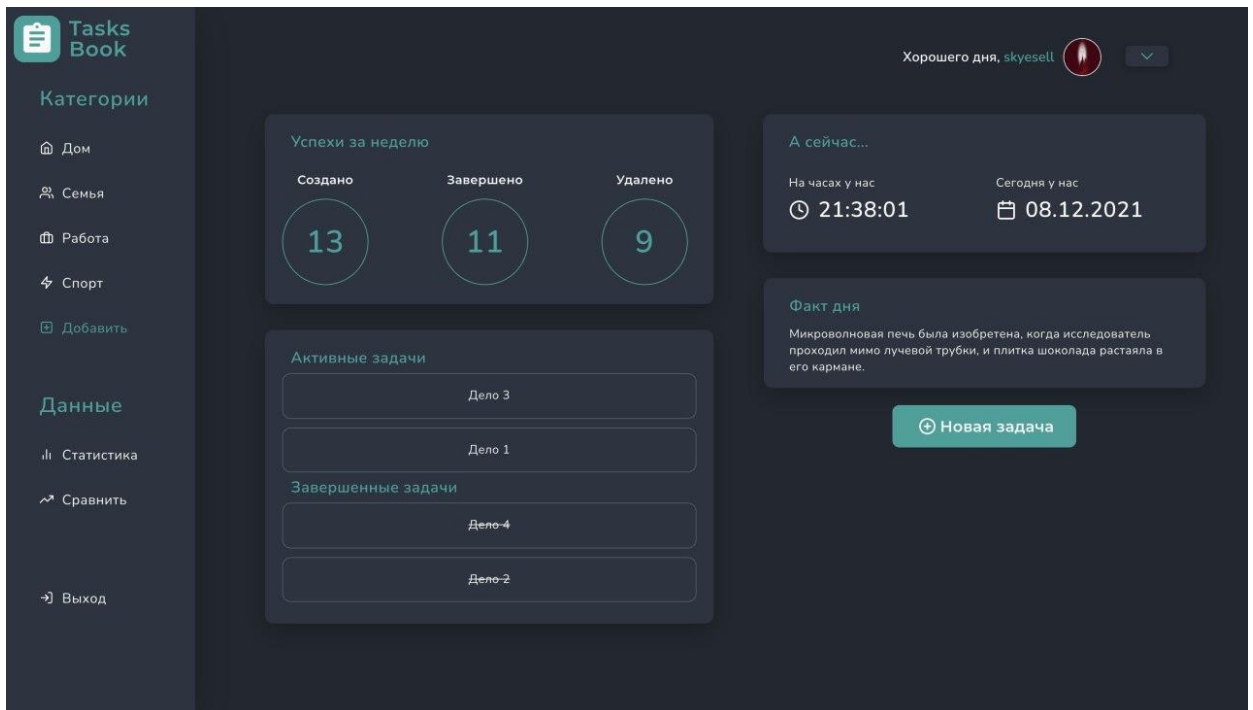 Tasks
Book
Категории
Дом
Семья
Работа
Спорт
Добавить
Данные
Статистика
Сравнить
Выход
Хорошего дня, skyesell
Успехи за неделю
Создано Завершено Удалено
13 11 9
Активные задачи
Дело 3
Дело 1
Завершенные задачи
Дело 4
Дело 2
А сейчас...
На часах у нас Сегодня у нас
21:38:01 08.12.2021
Факт дня
Микроволновая печь была изобретена, когда исследователь
проходил мимо лучевой трубки, и плитка шоколада растаяла в
его кармане.
Новая задача